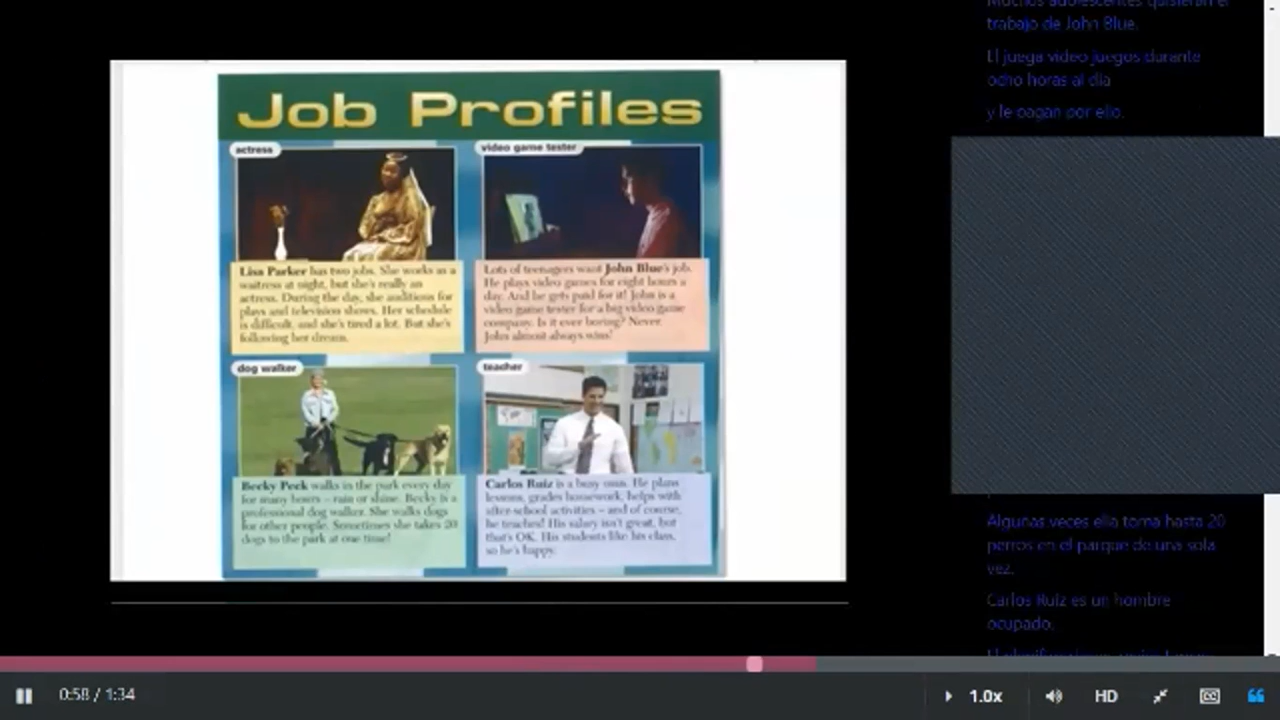 trabajo de John Blue.
El juega video juegos durante
ocho horas al día
y le pagan por ello.
Job Profiles
actress
Lisa Parker has two jobs. She works as a
waitress at night, but she's really an
actress. During the day, she auditions for
plays and television shows. Her schedule
is difficult, and she's tired a lot. But she's
following her dream.
video game tester
Lots of teenagers want John Blue's job.
He plays video games for eight hours a
day. And he gets paid for it! John is a
video game tester for a big video game
company. Is it ever boring? Never.
John almost always wins!
dog walker
Becky Peck walks in the park every day
for many hours – rain or shine. Becky is a
professional dog walker. She walks dogs
for other people. Sometimes she takes 20
dogs to the park at one time!
teacher
Carlos Ruiz is a busy man. He plans
lessons, grades homework, helps with
after-school activities – and of course,
he teaches! His salary isn't great, but
that's OK. His students like his class,
so he's happy.
Algunas veces ella toma hasta 20
perros en el parque de una sola
vez.
Carlos Ruiz es un hombre
ocupado.
0:58 / 1:34
1.0x
HD
CC